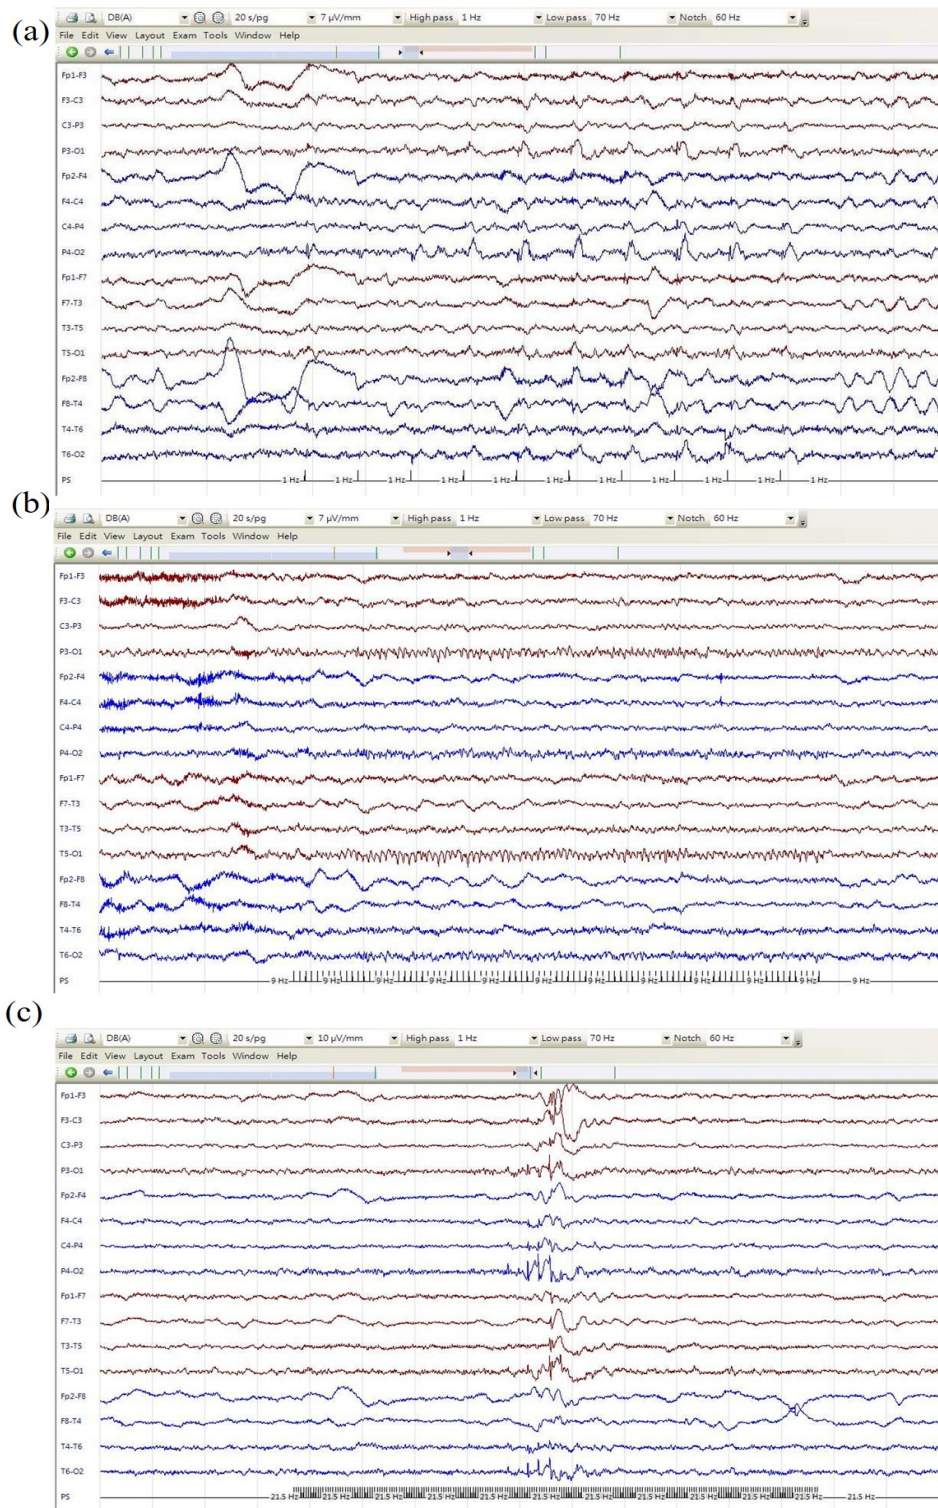 (a)
DB(A) 20 s/pg 7 µV/mm High pass 1 Hz Low pass 70 Hz Notch 60 Hz
File Edit View Layout Exam Tools Window Help
Fp1-F3
F3-C3
C3-P3
P3-O1
Fp2-F4
F4-C4
C4-P4
P4-O2
Fp1-F7
F7-T3
T3-T5
T5-O1
Fp2-F8
F8-T4
T4-T6
T6-O2
PS 1 Hz 1 Hz 1 Hz 1 Hz 1 Hz 1 Hz 1 Hz 1 Hz 1 Hz 1 Hz 1 Hz
(b)
DB(A) 20 s/pg 7 µV/mm High pass 1 Hz Low pass 70 Hz Notch 60 Hz
File Edit View Layout Exam Tools Window Help
Fp1-F3
F3-C3
C3-P3
P3-O1
Fp2-F4
F4-C4
C4-P4
P4-O2
Fp1-F7
F7-T3
T3-T5
T5-O1
Fp2-F8
F8-T4
T4-T6
T6-O2
PS 9 Hz 9 Hz 9 Hz 9 Hz 9 Hz 9 Hz 9 Hz 9 Hz 9 Hz 9 Hz 9 Hz 9 Hz
(c)
DB(A) 20 s/pg 10 µV/mm High pass 1 Hz Low pass 70 Hz Notch 60 Hz
File Edit View Layout Exam Tools Window Help
Fp1-F3
F3-C3
C3-P3
P3-O1
Fp2-F4
F4-C4
C4-P4
P4-O2
Fp1-F7
F7-T3
T3-T5
T5-O1
Fp2-F8
F8-T4
T4-T6
T6-O2
PS 21.5 Hz 21.5 Hz 21.5 Hz 21.5 Hz 21.5 Hz 21.5 Hz 21.5 Hz 21.5 Hz 21.5 Hz 21.5 Hz 21.5 Hz 21.5 Hz